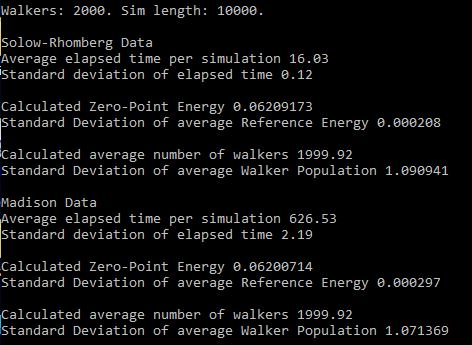 Walkers: 2000. Sim length: 10000.
Solow-Rhomberg Data
Average elapsed time per simulation 16.03
Standard deviation of elapsed time 0.12
Calculated Zero-Point Energy 0.06209173
Standard Deviation of average Reference Energy 0.000208
Calculated average number of walkers 1999.92
Standard Deviation of average Walker Population 1.090941
Madison Data
Average elapsed time per simulation 626.53
Standard deviation of elapsed time 2.19
Calculated Zero-Point Energy 0.06200714
Standard Deviation of average Reference Energy 0.000297
Calculated average number of walkers 1999.92
Standard Deviation of average Walker Population 1.071369